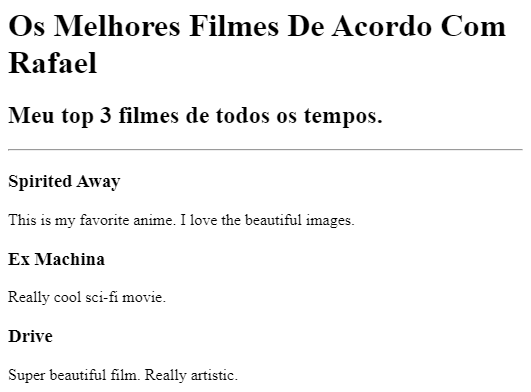 Os Melhores Filmes De Acordo Com
Rafael
Meu top 3 filmes de todos os tempos.
Spirited Away
This is my favorite anime. I love the beautiful images.
Ex Machina
Really cool sci-fi movie.
Drive
Super beautiful film. Really artistic.